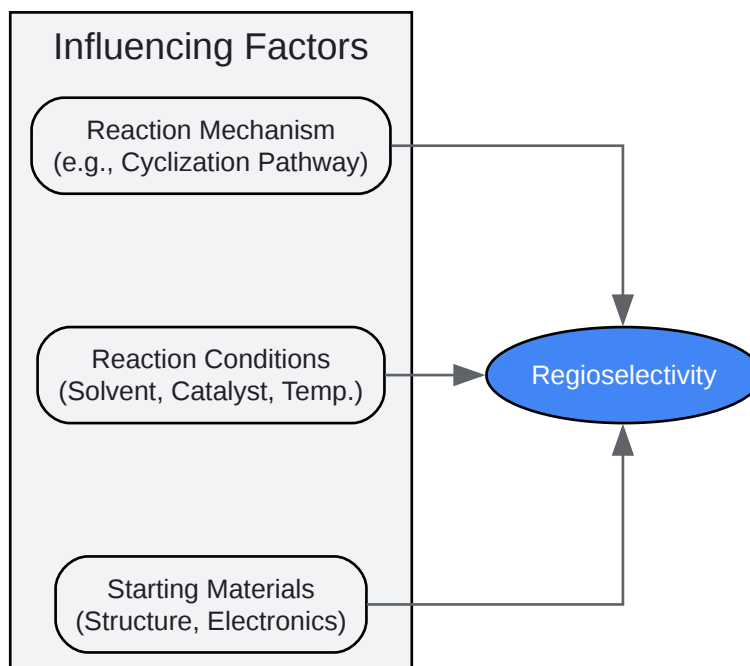 Influencing Factors
Reaction Mechanism
(e.g., Cyclization Pathway)
Reaction Conditions
(Solvent, Catalyst, Temp.)
Regioselectivity
Starting Materials
(Structure, Electronics)